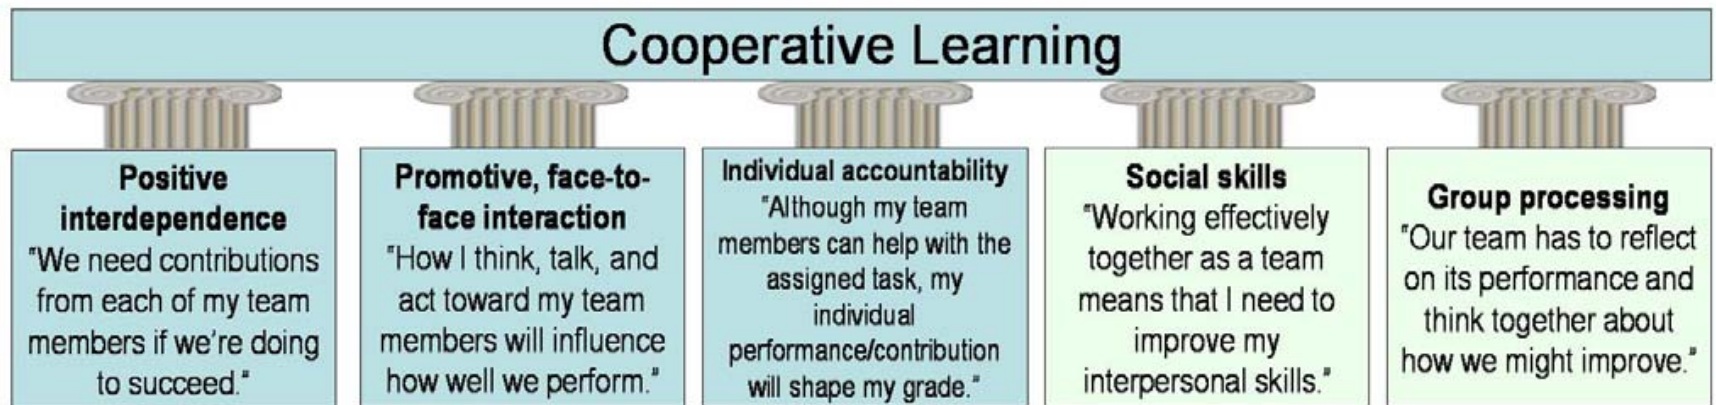 Cooperative Learning
Positive
interdependence
"We need contributions
from each of my team
members if we're doing
to succeed."
Promotive, face-to-
face interaction
"How I think, talk, and
act toward my team
members will influence
how well we perform."
Individual accountability
"Although my team
members can help with the
assigned task, my
individual
performance/contribution
will shape my grade."
Social skills
"Working effectively
together as a team
means that I need to
improve my
interpersonal skills."
Group processing
"Our team has to reflect
on its performance and
think together about
how we might improve."